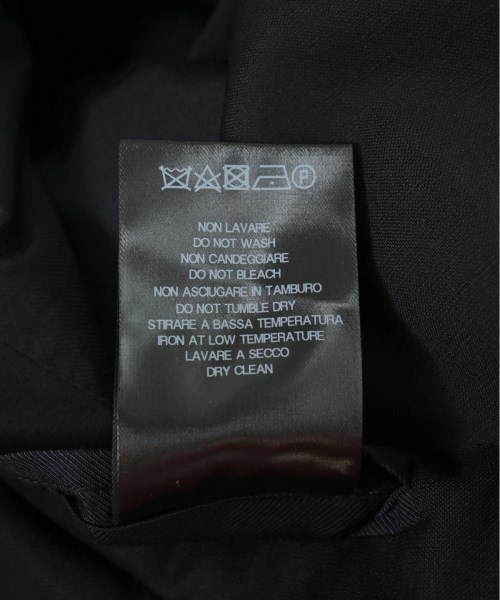 P
NON LAVARE
DO NOT WASH
NON CANDEGGIARE
DO NOT BLEACH
NON ASCIUGARE IN TAMBURO
DO NOT TUMBLE DRY
STIRARE A BASSA TEMPERATURA
IRON AT LOW TEMPERATURE
LAVARE A SECCO
DRY CLEAN